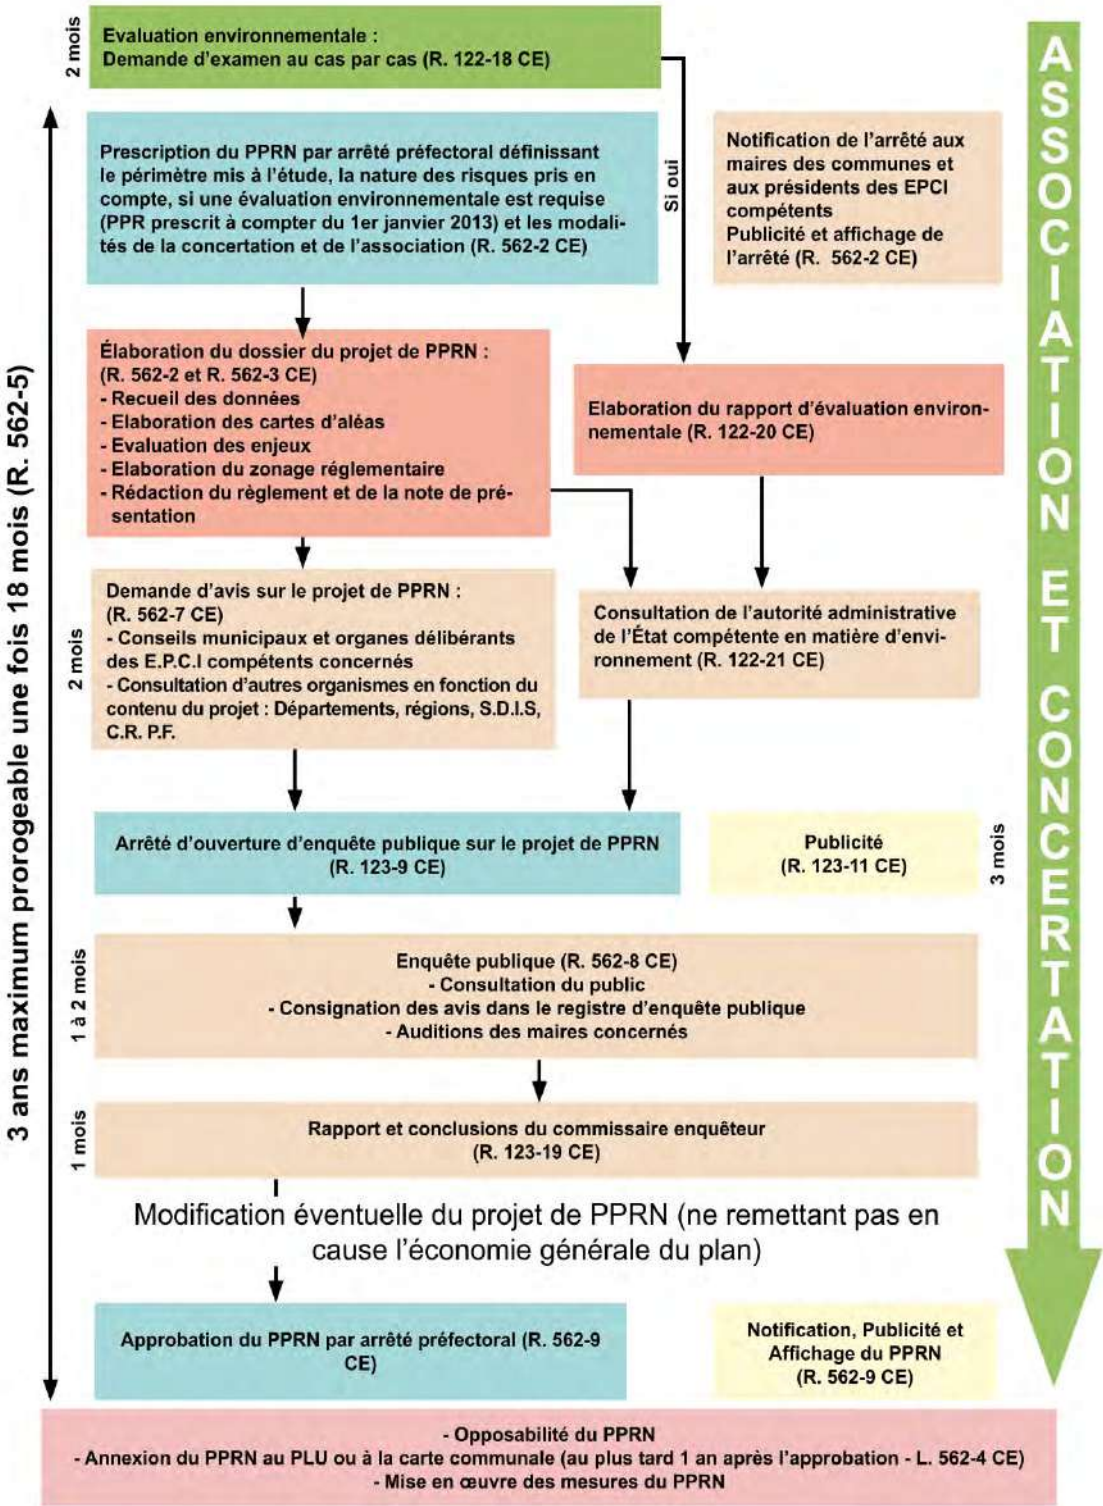 2 mois
Evaluation environnementale :
Demande d'examen au cas par cas (R. 122-18 CE)
Si oui
Prescription du PPRN par arrêté préfectoral définissant
le périmètre mis à l'étude, la nature des risques pris en
compte, si une évaluation environnementale est requise
(PPR prescrit à compter du 1er janvier 2013) et les modali-
tés de la concertation et de l'association (R. 562-2 CE)
Notification de l'arrêté aux
maires des communes et
aux présidents des EPCI
compétents
Publicité et affichage de
l'arrêté (R. 562-2 CE)
Élaboration du dossier du projet de PPRN :
(R. 562-2 et R. 562-3 CE)
- Recueil des données
- Elaboration des cartes d'aléas
- Evaluation des enjeux
- Elaboration du zonage réglementaire
- Rédaction du règlement et de la note de pré-
sentation
Elaboration du rapport d'évaluation environ-
nementale (R. 122-20 CE)
2 mois
Demande d'avis sur le projet de PPRN :
(R. 562-7 CE)
- Conseils municipaux et organes délibérants
des E.P.C.I compétents concernés
- Consultation d'autres organismes en fonction du
contenu du projet : Départements, régions, S.D.I.S,
C.R. P.F.
Consultation de l'autorité administrative
de l'État compétente en matière d'envi-
ronnement (R. 122-21 CE)
Arrêté d'ouverture d'enquête publique sur le projet de PPRN
(R. 123-9 CE)
Publicité
(R. 123-11 CE)
3 mois
1 à 2 mois
Enquête publique (R. 562-8 CE)
- Consultation du public
- Consignation des avis dans le registre d'enquête publique
- Auditions des maires concernés
1 mois
Rapport et conclusions du commissaire enquêteur
(R. 123-19 CE)
Modification éventuelle du projet de PPRN (ne remettant pas en
cause l'économie générale du plan)
Approbation du PPRN par arrêté préfectoral (R. 562-9
CE)
Notification, Publicité et
Affichage du PPRN
(R. 562-9 CE)
- Opposabilité du PPRN
- Annexion du PPRN au PLU ou à la carte communale (au plus tard 1 an après l'approbation - L. 562-4 CE)
- Mise en œuvre des mesures du PPRN
3 ans maximum prorogeable une fois 18 mois (R. 562-5)
ASSOCIATION ET CONCERTATION